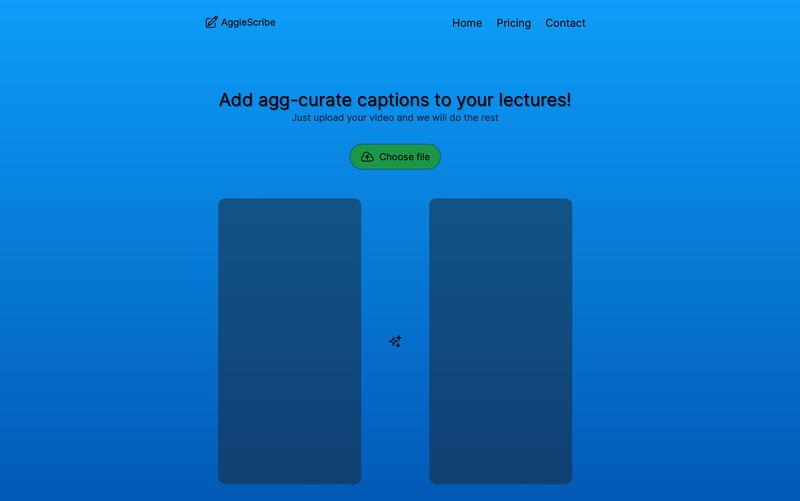 AggieScribe
Home Pricing Contact
Add agg-curate captions to your lectures!
Just upload your video and we will do the rest
Choose file